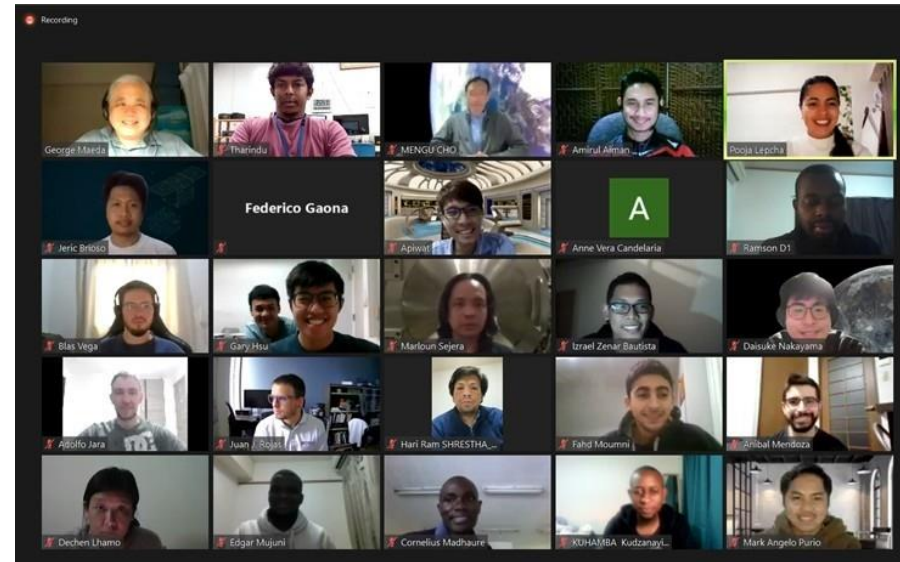 Recording
George Maeda
Tharindu
MENGU CHO
Amirul Aiman
Pooja Lepcha
Jeric Brioso
Federico Gaona
Apiwat
A
Anne Vera Candelaria
Ramson D1
Blas Vega
Gary Hsu
Marloun Sejera
Izrael Zenar Bautista
Daisuke Nakayama
Adolfo Jara
Juan J. Rojas
Hari Ram SHRESTHA_...
Fahd Moumni
Anibal Mendoza
Dechen Lhamo
Edgar Mujuni
Cornelius Madhaure
KUHAMBA Kudzanayi...
Mark Angelo Purio